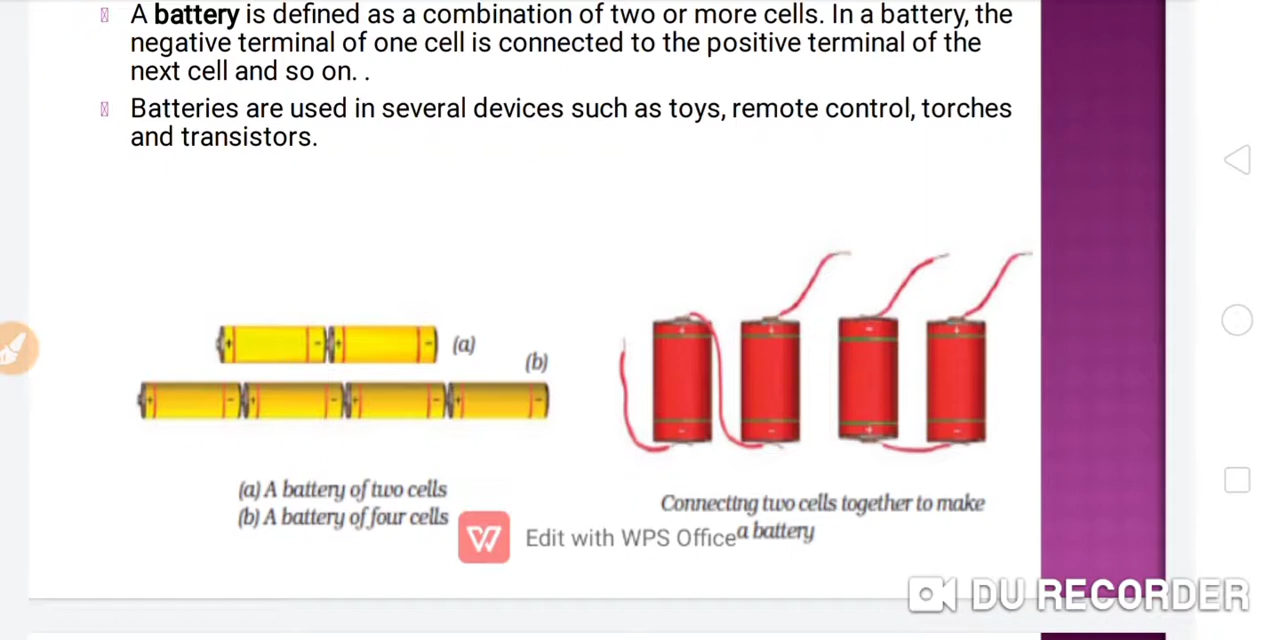 A battery is defined as a combination of two or more cells. In a battery, the
negative terminal of one cell is connected to the positive terminal of the
next cell and so on. .
Batteries are used in several devices such as toys, remote control, torches
and transistors.
+ - + - (a)
(b)
+ - + - + - + -
+ + - +
- - + -
(a) A battery of two cells
(b) A battery of four cells
Connecting two cells together to make
a battery
Edit with WPS Office
DU RECORDER